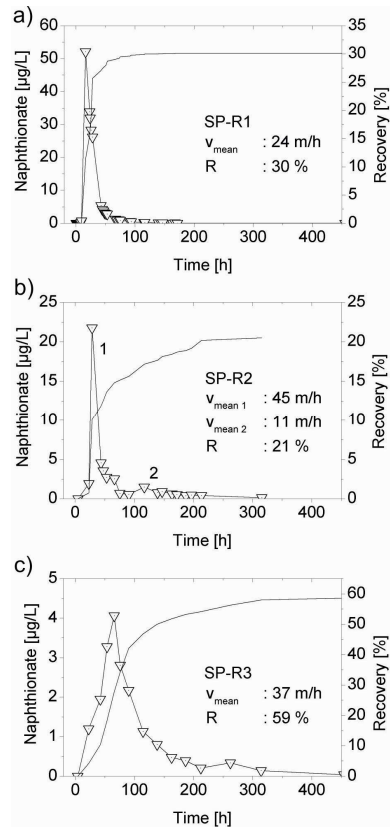 a)
Naphthionate [µg/L]
60
50
40
30
20
10
0
Recovery [%]
35
30
25
20
15
10
5
0
SP-R1
v mean : 24 m/h
R : 30 %
0 100 200 300 400
Time [h]
b)
Naphthionate [µg/L]
25
20
15
10
5
0
Recovery [%]
25
20
15
10
5
0
1
2
SP-R2
v mean 1 : 45 m/h
v mean 2 : 11 m/h
R : 21 %
0 100 200 300 400
Time [h]
c)
Naphthionate [µg/L]
5
4
3
2
1
0
Recovery [%]
60
50
40
30
20
10
0
SP-R3
v mean : 37 m/h
R : 59 %
0 100 200 300 400
Time [h]